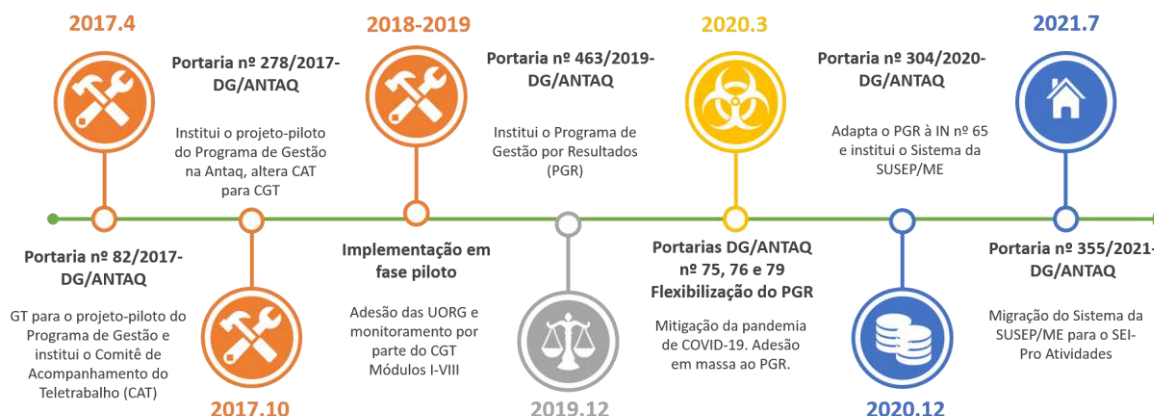 2017.4
Portaria nº 82/2017-
DG/ANTAQ
GT para o projeto-piloto do
Programa de Gestão e
institui o Comitê de
Acompanhamento do
Teletrabalho (CAT)
Portaria nº 278/2017-
DG/ANTAQ
Institui o projeto-piloto
do Programa de Gestão
na Antaq, altera CAT
para CGT
2017.10
2018-2019
Implementação em
fase piloto
Adesão das UORG e
monitoramento por
parte do CGT
Módulos I-VIII
Portaria nº 463/2019-
DG/ANTAQ
Institui o Programa de
Gestão por Resultados
(PGR)
2019.12
2020.3
Portarias DG/ANTAQ
nº 75, 76 e 79
Flexibilização do PGR
Mitigação da pandemia
de COVID-19. Adesão
em massa ao PGR.
Portaria nº 304/2020-
DG/ANTAQ
Adapta o PGR à IN nº 65
e institui o Sistema da
SUSEP/ME
2020.12
2021.7
Portaria nº 355/2021-
DG/ANTAQ
Migração do Sistema da
SUSEP/ME para o SEI-
Pro Atividades